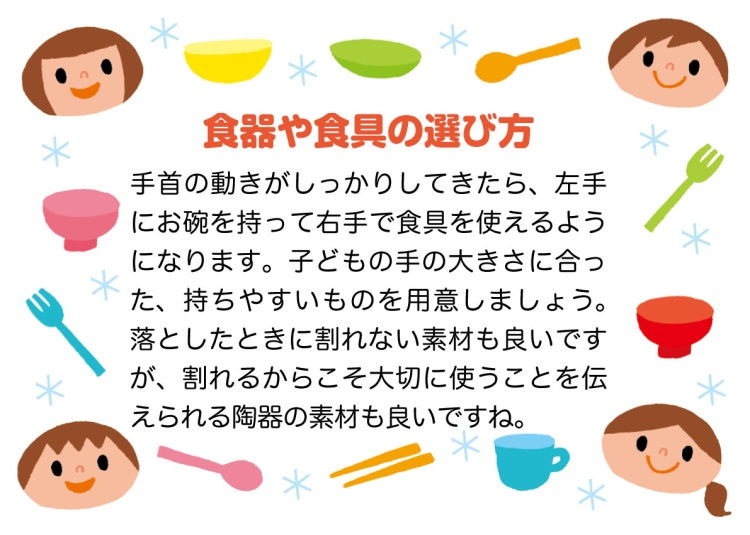 食器や食具の選び方
手首の動きがしっかりしてきたら、左手
にお碗を持って右手で食具を使えるよう
になります。子どもの手の大きさに合っ
た、持ちやすいものを用意しましょう。
落としたときに割れない素材も良いです
が、割れるからこそ大切に使うことを伝
えられる陶器の素材も良いですね。